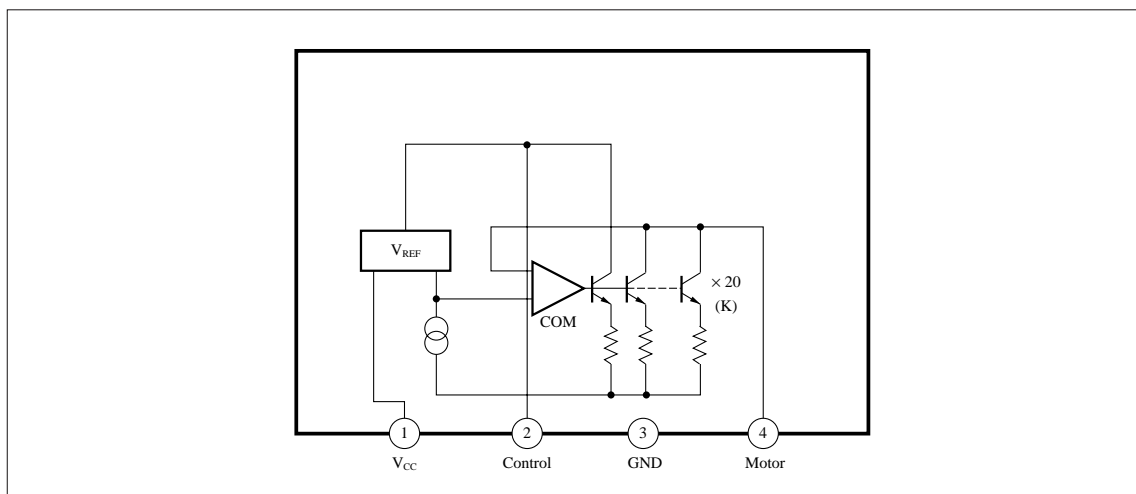 V_REF
× 20
(K)
COM
1
2
3
4
V_CC
Control
GND
Motor